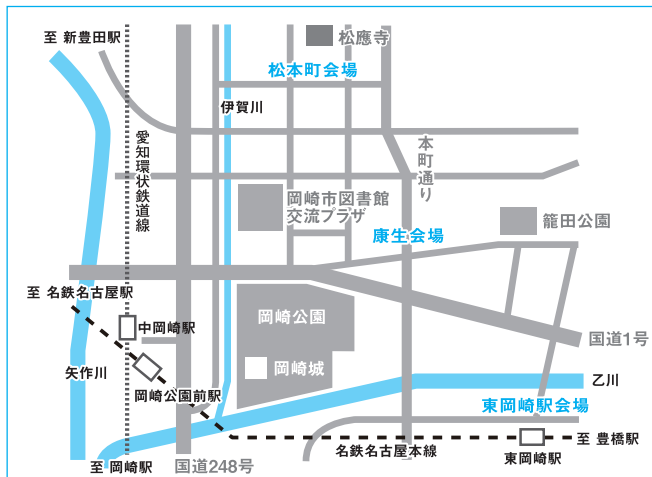 至 新豊田駅
松應寺
松本町会場
伊賀川
愛知環状鉄道線
本町通り
岡崎市図書館
交流プラザ
康生会場
籠田公園
至 名鉄名古屋駅
中岡崎駅
岡崎公園
国道1号
矢作川
岡崎城
岡崎公園前駅
乙川
東岡崎駅会場
至 岡崎駅
国道248号
名鉄名古屋本線
東岡崎駅
至 豊橋駅